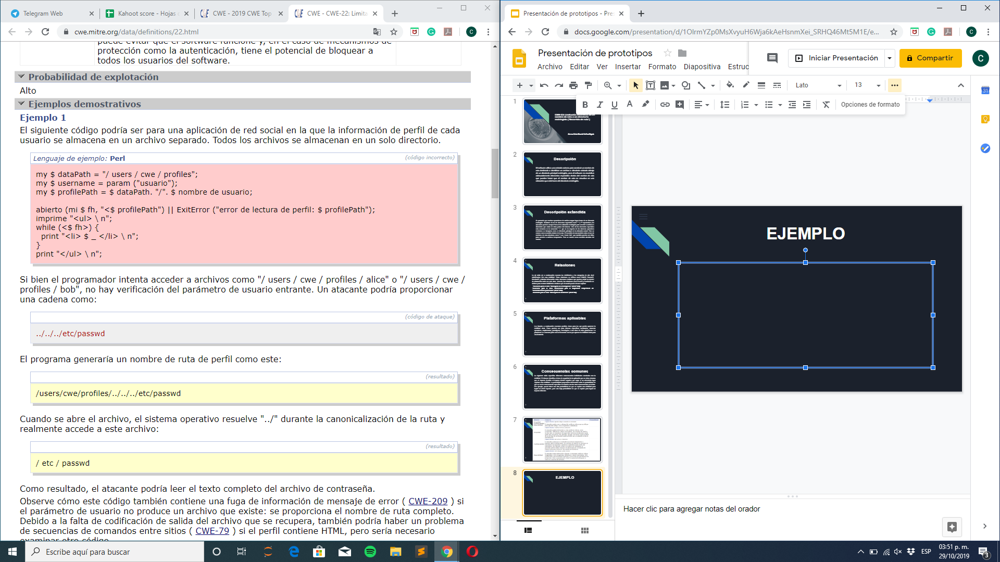 Telegram Web
Kahoot score - Hojas
CWE - 2019 CWE Top
CWE - CWE-22: Limita
cwe.mitre.org/data/definitions/22.html
puede evitar que el software funcione y, en el caso de mecanismos de
protección como la autenticación, tiene el potencial de bloquear a
todos los usuarios del software.
Probabilidad de explotación
Alto
Ejemplos demostrativos
Ejemplo 1
El siguiente código podría ser para una aplicación de red social en la que la información de perfil de cada
usuario se almacena en un archivo separado. Todos los archivos se almacenan en un solo directorio.
Lenguaje de ejemplo: Perl
(código incorrecto)
my $ dataPath = "/ users / cwe / profiles";
my $ username = param ("usuario");
my $ profilePath = $ dataPath. "/". $ nombre de usuario;
abierto (mi $ fh, "<$ profilePath") || ExitError ("error de lectura de perfil: $ profilePath");
imprime "<ul> \ n";
while (<$ fh>) {
print "<li> $ _ </li> \ n";
}
print "</ul> \ n";
Si bien el programador intenta acceder a archivos como "/ users / cwe / profiles / alice" o "/ users / cwe /
profiles / bob", no hay verificación del parámetro de usuario entrante. Un atacante podría proporcionar
una cadena como:
(código de ataque)
../../../etc/passwd
El programa generaría un nombre de ruta de perfil como este:
(resultado)
/users/cwe/profiles/../../../etc/passwd
Cuando se abre el archivo, el sistema operativo resuelve "../" durante la canonicalización de la ruta y
realmente accede a este archivo:
(resultado)
/ etc / passwd
Como resultado, el atacante podría leer el texto completo del archivo de contraseña.
Observe cómo este código también contiene una fuga de información de mensaje de error ( CWE-209 ) si
el parámetro de usuario no produce un archivo que existe: se proporciona el nombre de ruta completo.
Debido a la falta de codificación de salida del archivo que se recupera, también podría haber un problema
de secuencias de comandos entre sitios ( CWE-79 ) si el perfil contiene HTML, pero sería necesario
examinar otro código.
Presentación de prototipos - Pre
docs.google.com/presentation/d/1OlrmYZp0MsXvyuH6Wja6kAeHsnmXei_SRHQ46Mt5M1E/e...
Presentación de prototipos
Archivo Editar Ver Insertar Formato Diapositiva Estruc
Iniciar Presentación
Compartir
C
Lato
13
Opciones de formato
1
2
Descripción
3
Descripción extendida
4
Relaciones
5
Plataformas aplicables
6
Consecuencias comunes
7
8
EJEMPLO
EJEMPLO
Hacer clic para agregar notas del orador
Escribe aquí para buscar
ESP
03:51 p. m.
29/10/2019
3